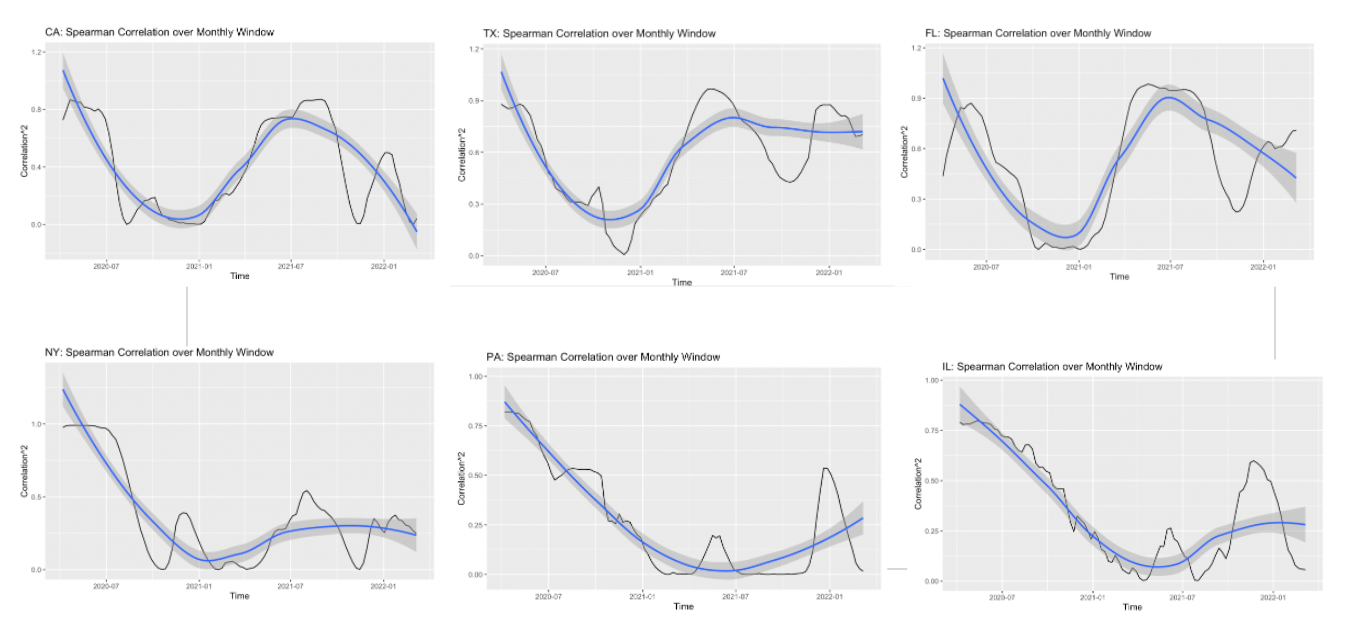 CA: Spearman Correlation over Monthly Window
1.2
0.8
0.4
0.0
Correlation^2
2020-07 2021-01 2021-07 2022-01
Time
TX: Spearman Correlation over Monthly Window
1.2
0.9
0.6
0.3
0.0
Correlation^2
2020-07 2021-01 2021-07 2022-01
Time
FL: Spearman Correlation over Monthly Window
1.2
0.9
0.6
0.3
0.0
Correlation^2
2020-07 2021-01 2021-07 2022-01
Time
NY: Spearman Correlation over Monthly Window
1.0
0.5
0.0
Correlation^2
2020-07 2021-01 2021-07 2022-01
Time
PA: Spearman Correlation over Monthly Window
1.00
0.75
0.50
0.25
0.00
Correlation^2
2020-07 2021-01 2021-07 2022-01
Time
IL: Spearman Correlation over Monthly Window
1.00
0.75
0.50
0.25
0.00
Correlation^2
2020-07 2021-01 2021-07 2022-01
Time